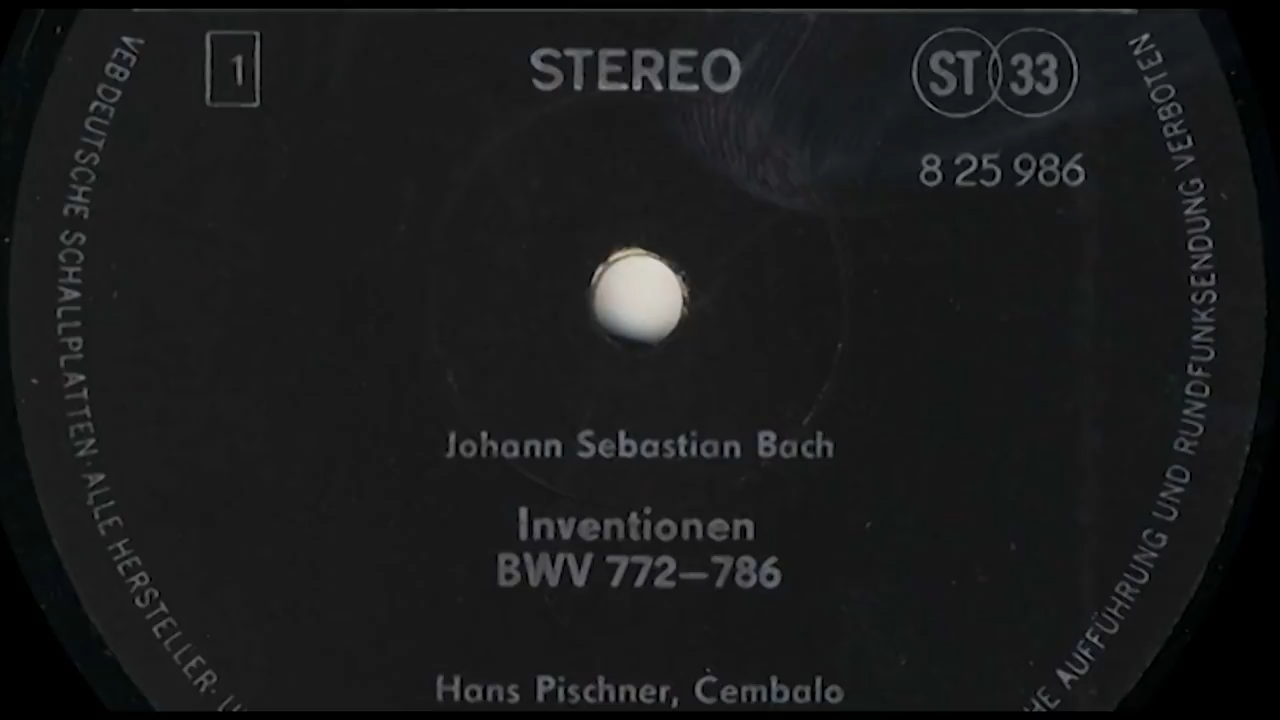 1
STEREO
ST 33
8 25 986
Johann Sebastian Bach
Inventionen
BWV 772–786
Hans Pischner, Cembalo
VEB DEUTSCHE SCHALLPLATTEN · ALLE HERSTELLER-
AUFFÜHRUNG UND RUNDFUNKSENDUNG VERBOTEN